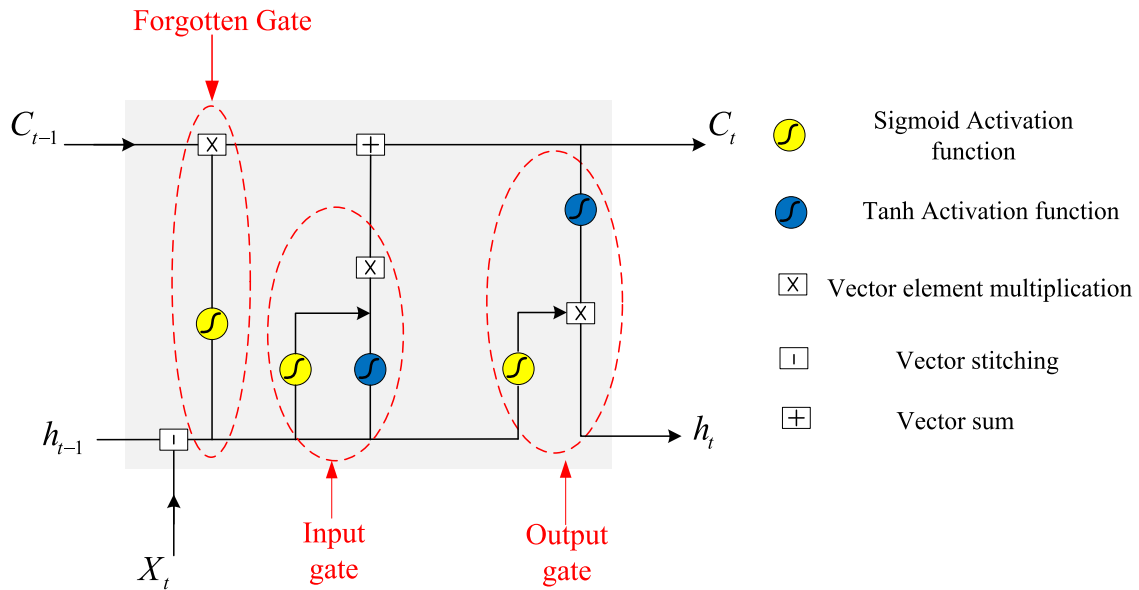 Forgotten Gate
C_{t-1}
C_t
h_{t-1}
h_t
X_t
Input
gate
Output
gate
Sigmoid Activation
function
Tanh Activation function
Vector element multiplication
Vector stitching
Vector sum